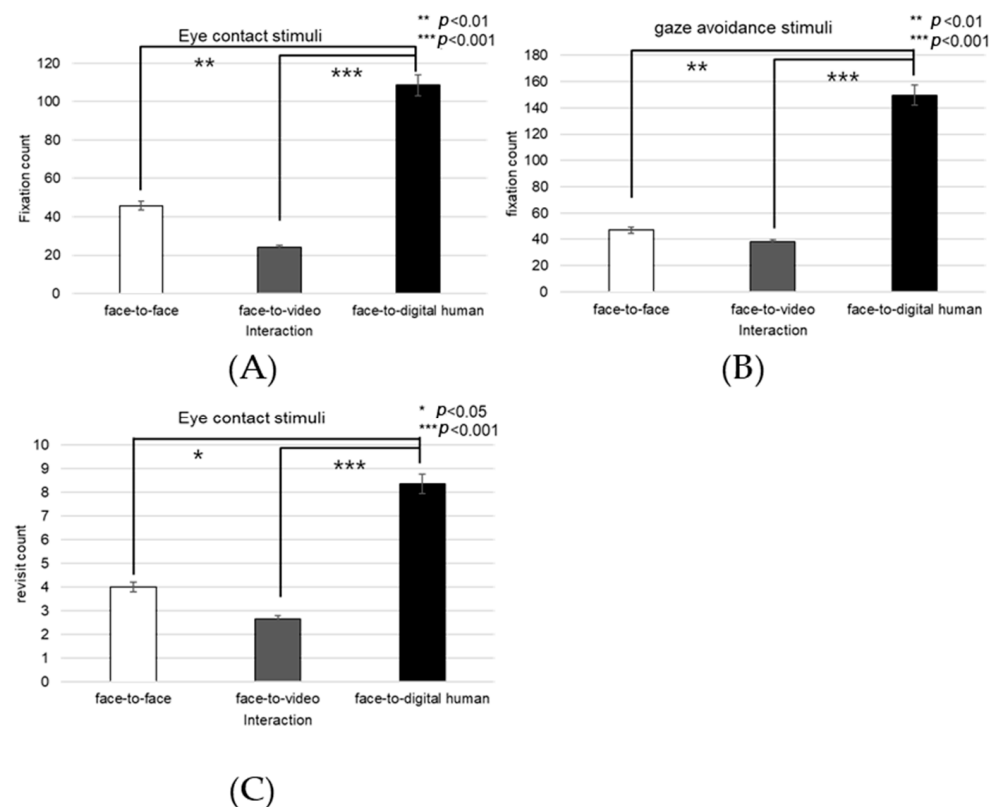 Eye contact stimuli
** p<0.01
***p<0.001
**
***
120
100
80
60
40
20
0
Fixation count
face-to-face
face-to-video
face-to-digital human
Interaction
(A)
gaze avoidance stimuli
** p<0.01
***p<0.001
**
***
180
160
140
120
100
80
60
40
20
0
fixation count
face-to-face
face-to-video
face-to-digital human
Interaction
(B)
Eye contact stimuli
* p<0.05
***p<0.001
*
***
10
9
8
7
6
5
4
3
2
1
0
revisit count
face-to-face
face-to-video
face-to-digital human
Interaction
(C)